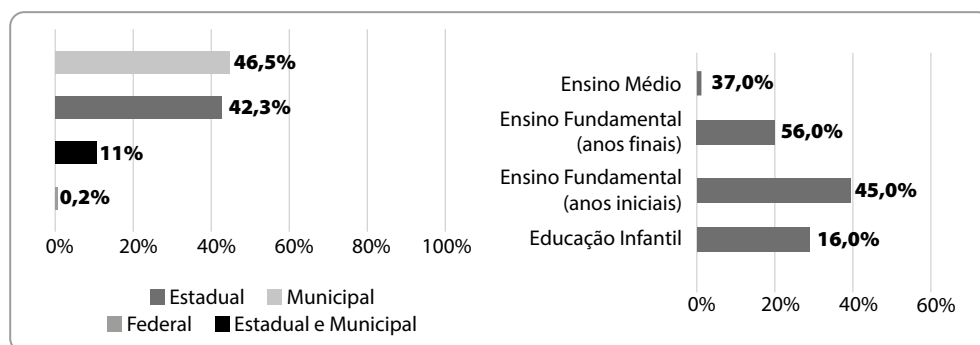 46,5%
42,3%
11%
0,2%
0% 20% 40% 60% 80% 100%
Estadual Municipal
Federal Estadual e Municipal
Ensino Médio 37,0%
Ensino Fundamental
(anos finais) 56,0%
Ensino Fundamental
(anos iniciais) 45,0%
Educação Infantil 16,0%
0% 20% 40% 60%